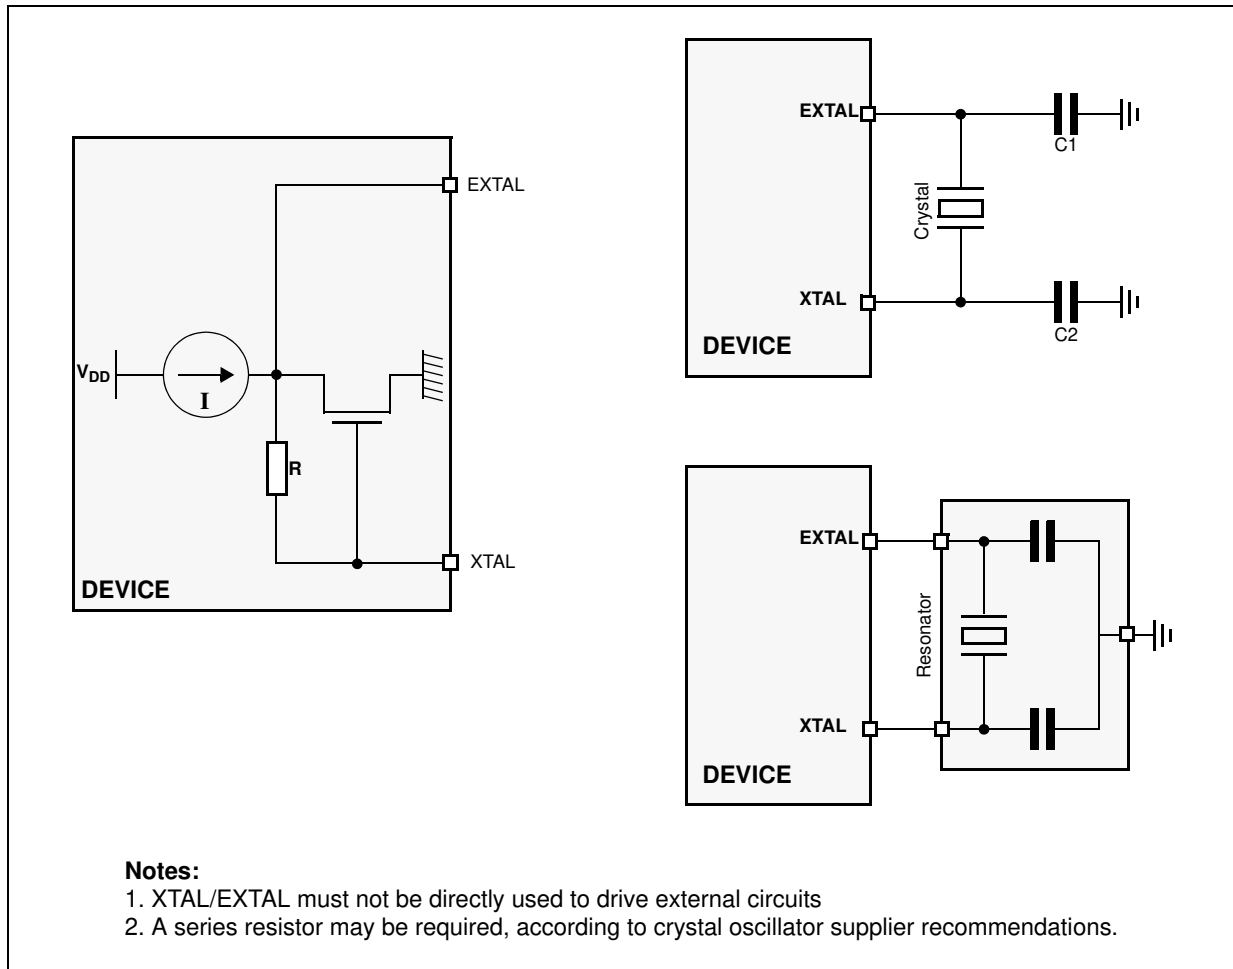 EXTAL
V_DD
I
R
XTAL
DEVICE
EXTAL
C1
Crystal
XTAL
C2
DEVICE
EXTAL
Resonator
XTAL
DEVICE
Notes:
1. XTAL/EXTAL must not be directly used to drive external circuits
2. A series resistor may be required, according to crystal oscillator supplier recommendations.